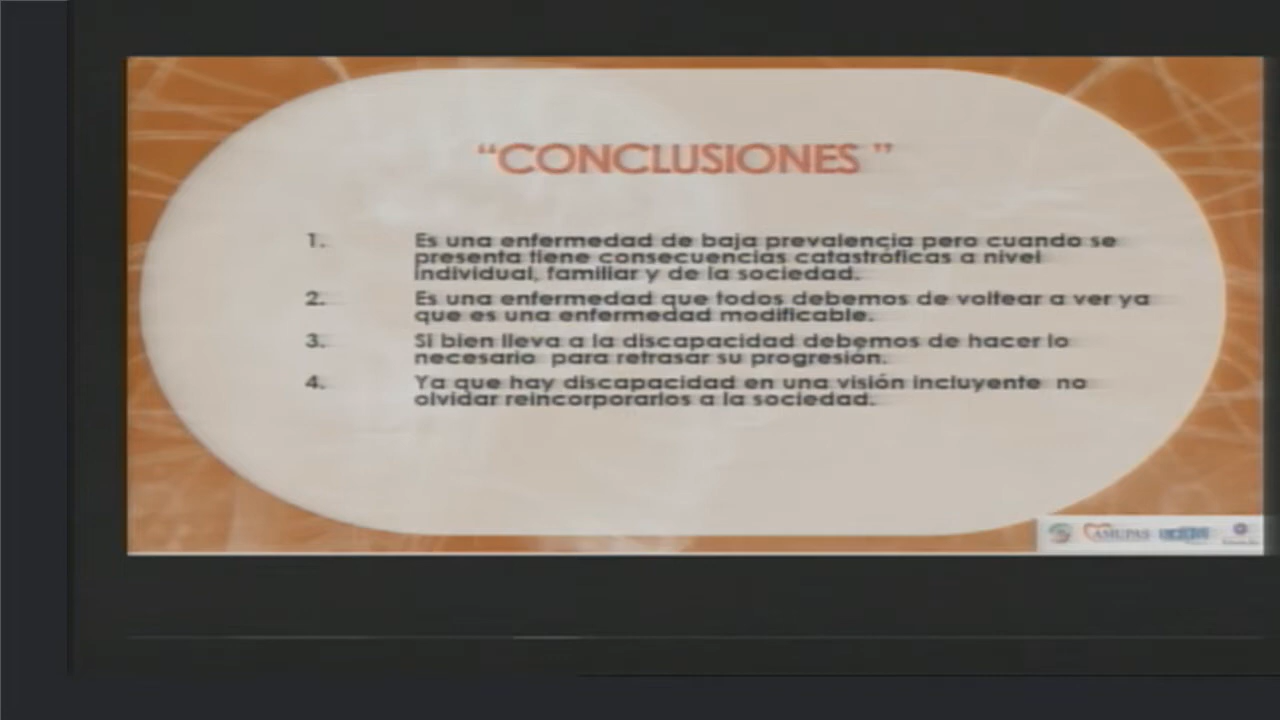 “CONCLUSIONES ”
1. Es una enfermedad de baja prevalencia pero cuando se
presenta tiene consecuencias catastróficas a nivel
individual, familiar y de la sociedad.
2. Es una enfermedad que todos debemos de voltear a ver ya
que es una enfermedad modificable.
3. Si bien lleva a la discapacidad debemos de hacer lo
necesario para retrasar su progresión.
4. Ya que hay discapacidad en una visión incluyente no
olvidar reincorporarlos a la sociedad.
AMUPAS